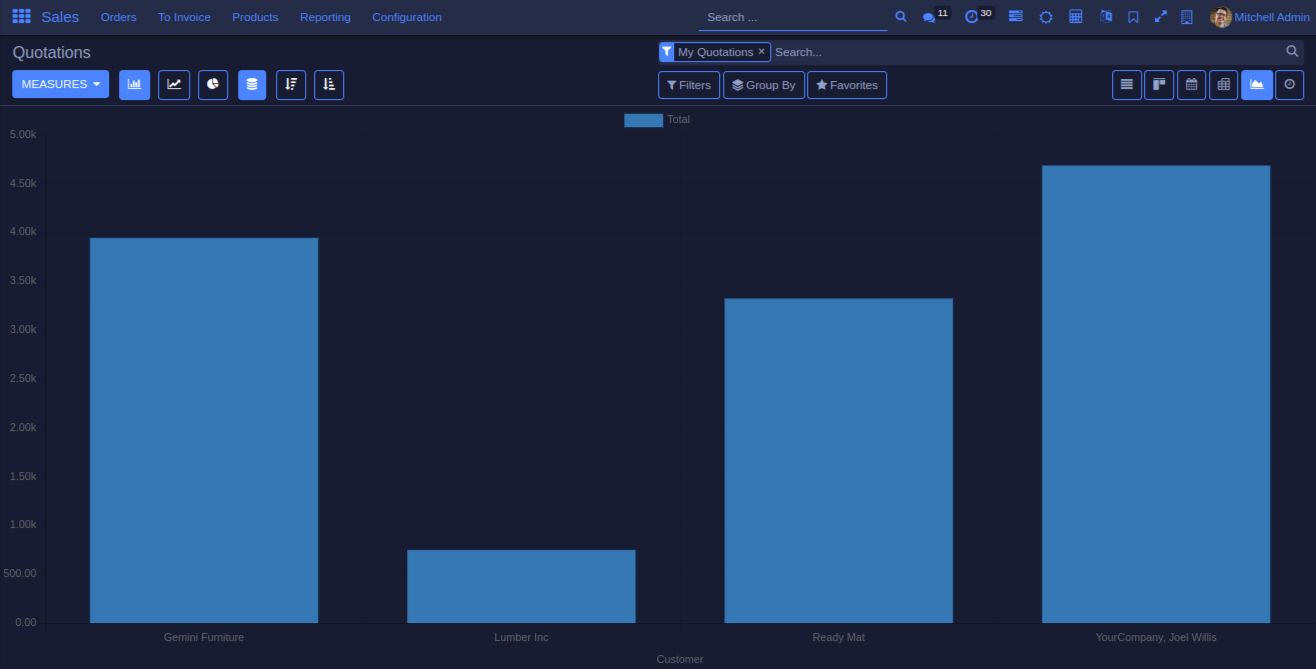 Sales Orders To Invoice Products Reporting Configuration Search ... 11 30 Mitchell Admin
Quotations My Quotations × Search...
MEASURES Filters Group By Favorites
Total
5.00k
4.50k
4.00k
3.50k
3.00k
2.50k
2.00k
1.50k
1.00k
500.00
0.00
Gemini Furniture Lumber Inc Ready Mat YourCompany, Joel Willis
Customer